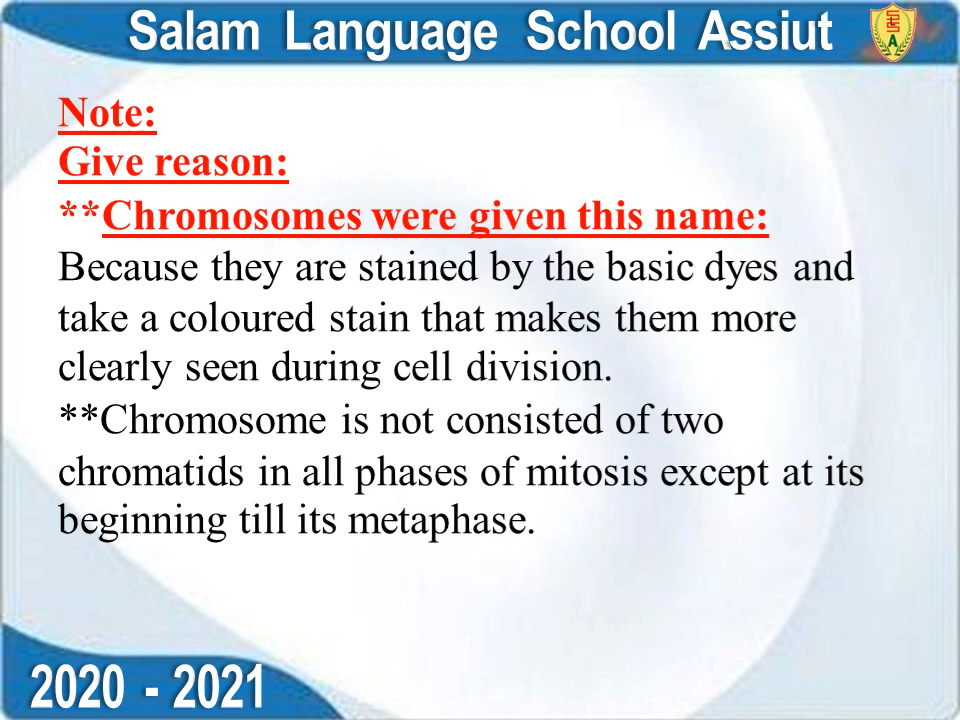 Salam Language School Assiut
Note:
Give reason:
**Chromosomes were given this name:
Because they are stained by the basic dyes and
take a coloured stain that makes them more
clearly seen during cell division.
**Chromosome is not consisted of two
chromatids in all phases of mitosis except at its
beginning till its metaphase.
2020 - 2021